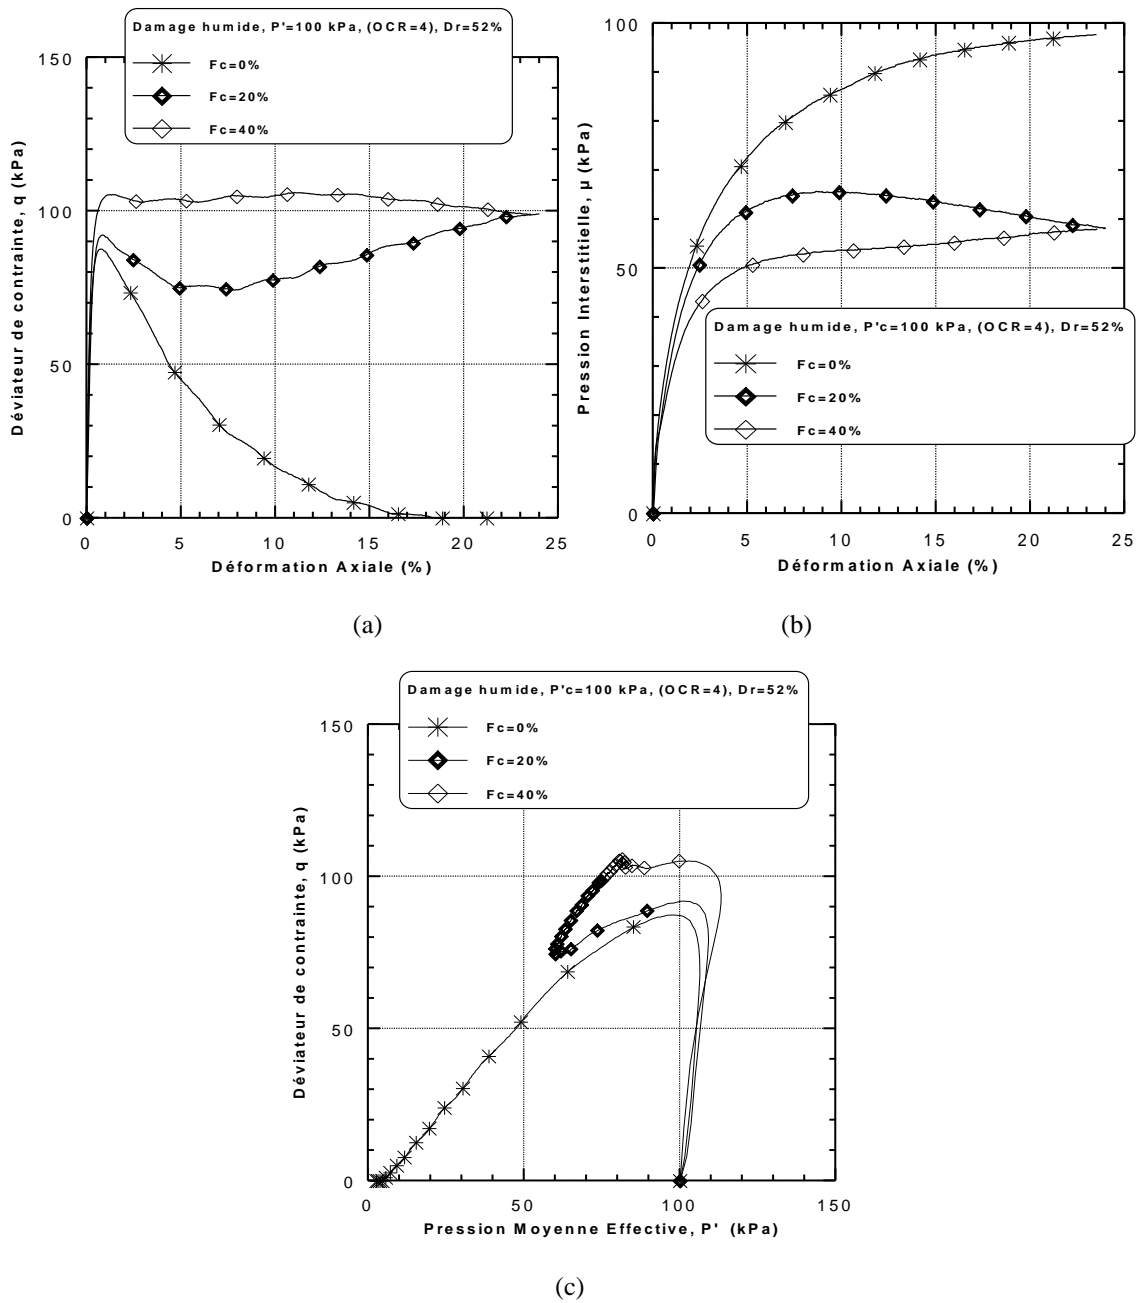 Damage humide, P'=100 kPa, (OCR=4), Dr=52%
Fc=0%
Fc=20%
Fc=40%
150
100
50
0
Déviateur de contrainte, q (kPa)
0 5 10 15 20 25
Déformation Axiale (%)
(a)
100
50
0
Pression Interstitielle, µ (kPa)
Damage humide, P'c=100 kPa, (OCR=4), Dr=52%
Fc=0%
Fc=20%
Fc=40%
0 5 10 15 20 25
Déformation Axiale (%)
(b)
Damage humide, P'c=100 kPa, (OCR=4), Dr=52%
Fc=0%
Fc=20%
Fc=40%
150
100
50
0
Déviateur de contrainte, q (kPa)
0 50 100 150
Pression Moyenne Effective, P' (kPa)
(c)